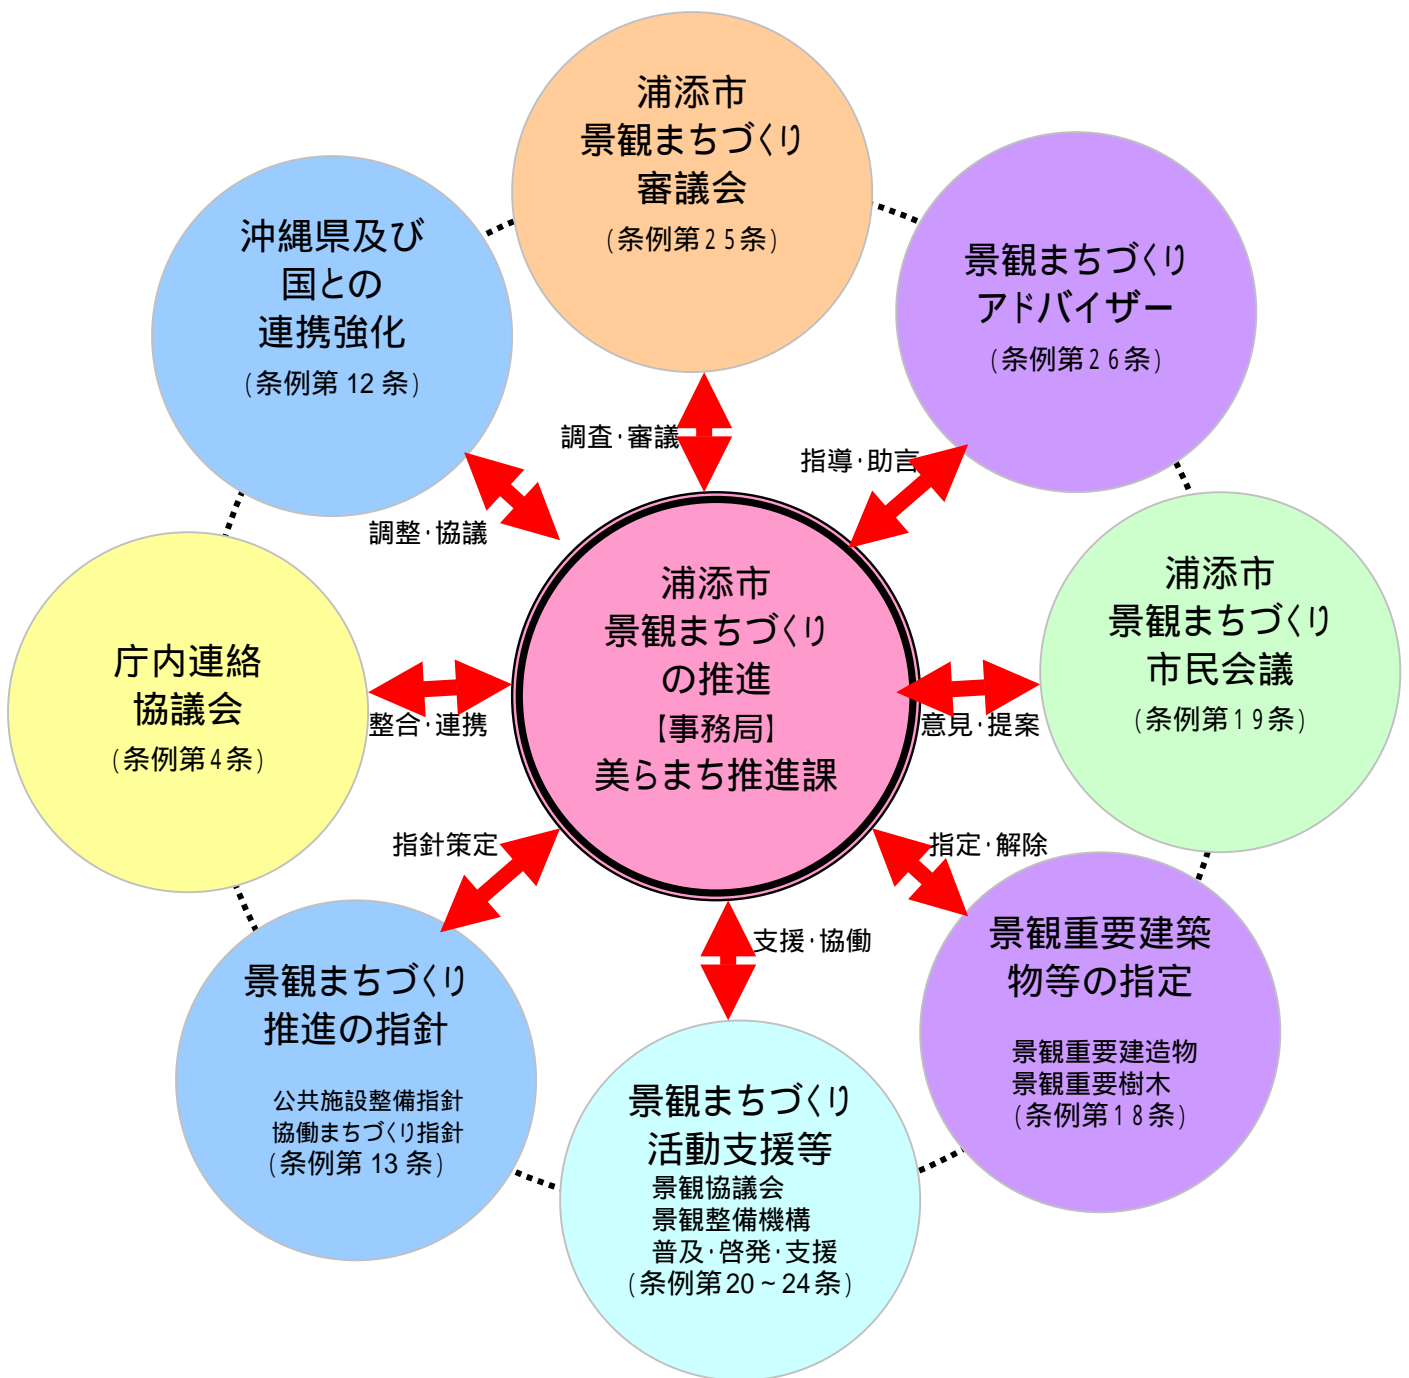 浦添市
景観まちづくり
審議会
(条例第25条)
景観まちづくり
アドバイザー
(条例第26条)
沖縄県及び
国との
連携強化
(条例第 12 条)
調査・審議
指導・助言
調整・協議
浦添市
景観まちづくり
の推進
【事務局】
美らまち推進課
浦添市
景観まちづくり
市民会議
(条例第19条)
庁内連絡
協議会
(条例第4条)
整合・連携
意見・提案
指針策定
指定・解除
支援・協働
景観重要建築
物等の指定
景観重要建造物
景観重要樹木
(条例第18条)
景観まちづくり
推進の指針
公共施設整備指針
協働まちづくり指針
(条例第 13 条)
景観まちづくり
活動支援等
景観協議会
景観整備機構
普及・啓発・支援
(条例第20~24条)